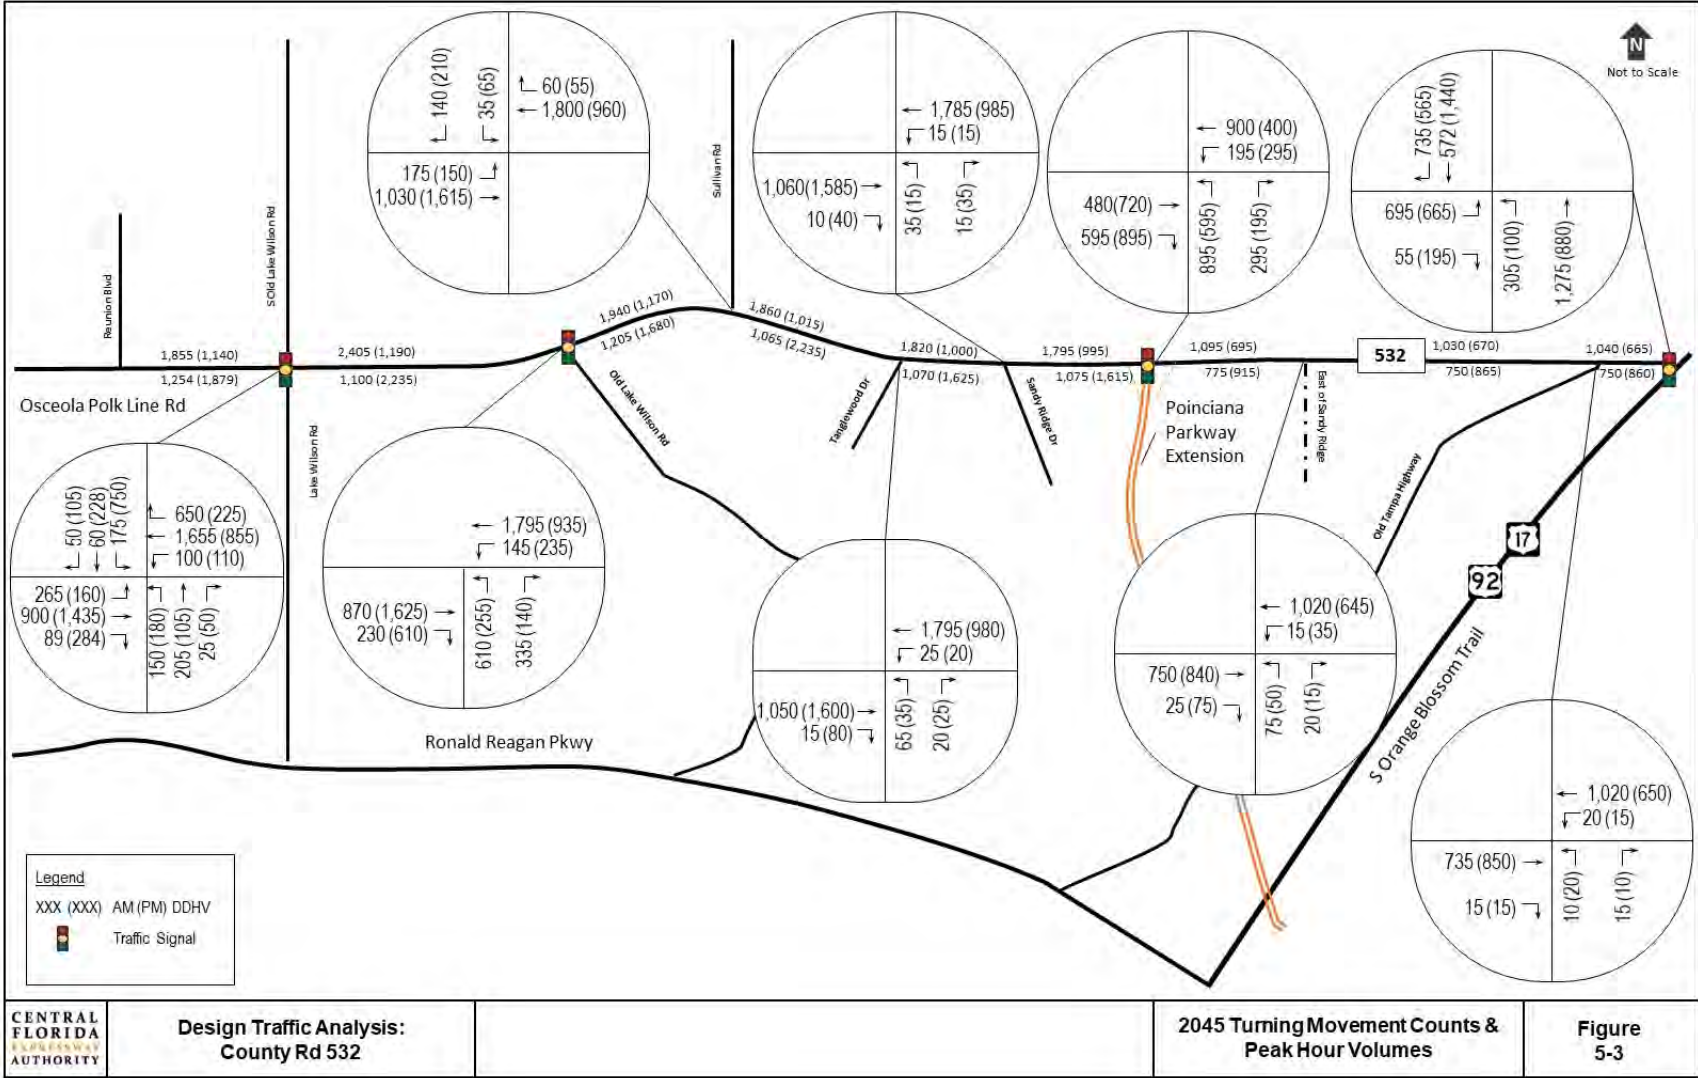 N
Not to Scale
140 (210)
35 (65)
60 (55)
1,800 (960)
175 (150)
1,030 (1,615)
1,785 (985)
15 (15)
1,060(1,585)
10 (40)
35 (15)
15 (35)
900 (400)
195 (295)
480(720)
595 (895)
895 (595)
295 (195)
735 (565)
572 (1,440)
695 (665)
55 (195)
305 (100)
1,275 (880)
Reunion Blvd
S Old Lake Wilson Rd
Sullivan Rd
1,855 (1,140)
1,254 (1,879)
2,405 (1,190)
1,100 (2,235)
1,940 (1,170)
1,205 (1,680)
1,860 (1,015)
1,065 (2,235)
1,820 (1,000)
1,070 (1,625)
1,795 (995)
1,075 (1,615)
1,095 (695)
775 (915)
532
1,030 (670)
750 (865)
1,040 (665)
750 (860)
Osceola Polk Line Rd
Lake Wilson Rd
Old Lake Wilson Rd
Tanglewood Dr
Sandy Ridge Dr
Poinciana
Parkway
Extension
East of Sandy Ridge
Old Tampa Highway
17
92
S Orange Blossom Trail
50 (105)
60 (228)
175 (750)
650 (225)
1,655 (855)
100 (110)
265 (160)
900 (1,435)
89 (284)
150 (180)
205 (105)
25 (50)
1,795 (935)
145 (235)
870 (1,625)
230 (610)
610 (255)
335 (140)
1,795 (980)
25 (20)
1,050 (1,600)
15 (80)
65 (35)
20 (25)
1,020 (645)
15 (35)
750 (840)
25 (75)
75 (50)
20 (15)
1,020 (650)
20 (15)
735 (850)
15 (15)
10 (20)
15 (10)
Ronald Reagan Pkwy
Legend
XXX (XXX) AM (PM) DDHV
Traffic Signal
CENTRAL
FLORIDA
EXPRESSWAY
AUTHORITY
Design Traffic Analysis:
County Rd 532
2045 Turning Movement Counts &
Peak Hour Volumes
Figure
5-3